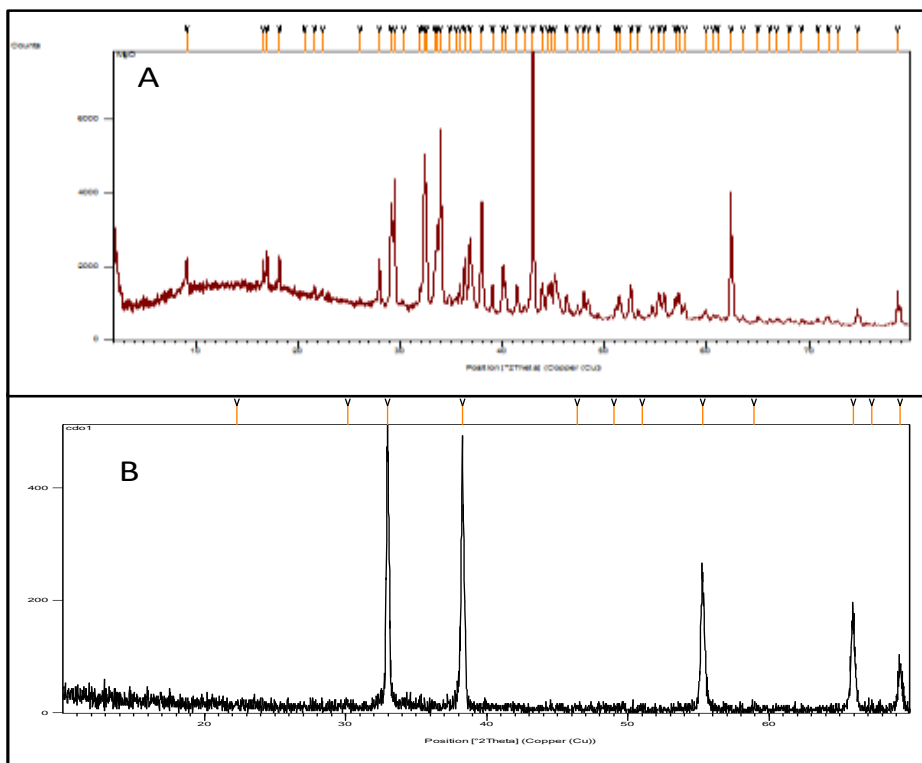 Counts
MgO
A
6000
4000
2000
0
10 20 30 40 50 60 70
Position [°2Theta] (Copper (Cu))
cdo1
B
400
200
0
20 30 40 50 60
Position [°2Theta] (Copper (Cu))